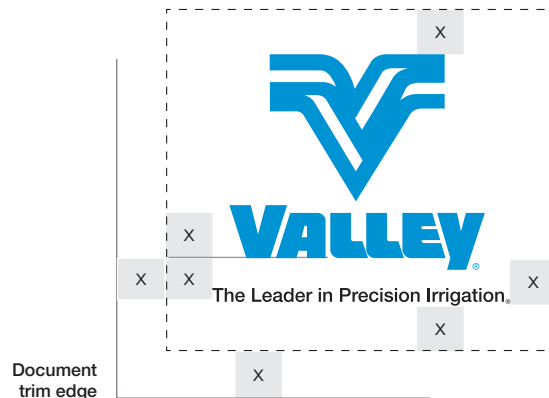 X
VALLEY®
X
X
X
X
The Leader in Precision Irrigation®
X
X
Document
trim edge